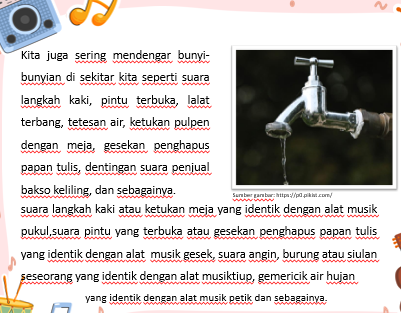 Kita juga sering mendengar bunyi-
bunyian di sekitar kita seperti suara
langkah kaki, pintu terbuka, lalat
terbang, tetesan air, ketukan pulpen
dengan meja, gesekan penghapus
papan tulis, dentingan suara penjual
bakso keliling, dan sebagainya.
Sumber gambar: https://p0.pikist.com/
suara langkah kaki atau ketukan meja yang identik dengan alat musik
pukul,suara pintu yang terbuka atau gesekan penghapus papan tulis
yang identik dengan alat musik gesek, suara angin, burung atau siulan
seseorang yang identik dengan alat musiktiup, gemericik air hujan
yang identik dengan alat musik petik dan sebagainya.